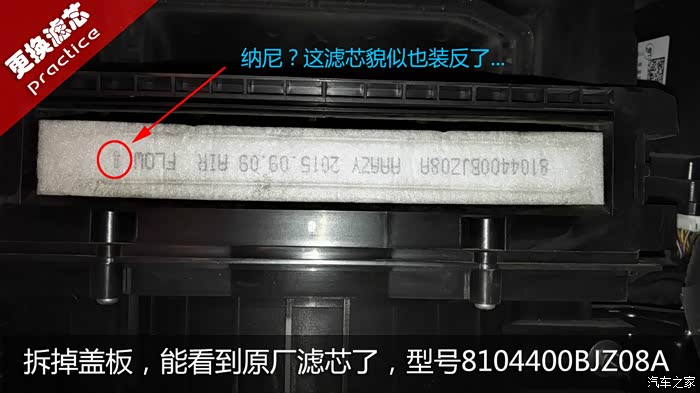 更换滤芯
Practice
纳尼？这滤芯貌似也装反了...
8104400BJZ08A AAAZY 2015.09.09 AIR FLOW ⇩
拆掉盖板，能看到原厂滤芯了，型号8104400BJZ08A
汽车之家